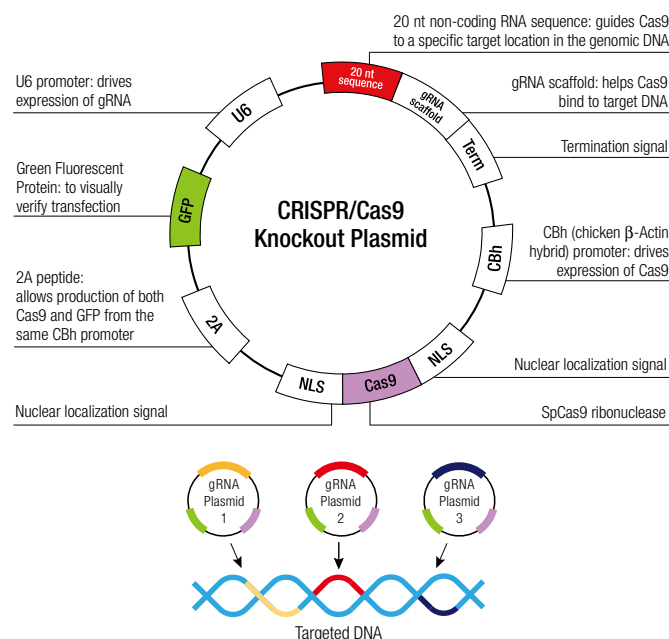 20 nt non-coding RNA sequence: guides Cas9
to a specific target location in the genomic DNA
U6 promoter: drives
expression of gRNA
20 nt
sequence
gRNA
scaffold
gRNA scaffold: helps Cas9
bind to target DNA
U6
Term
Termination signal
Green Fluorescent
Protein: to visually
verify transfection
GFP
CRISPR/Cas9
Knockout Plasmid
CBh
CBh (chicken β-Actin
hybrid) promoter: drives
expression of Cas9
2A peptide:
allows production of both
Cas9 and GFP from the
same CBh promoter
2A
NLS
Cas9
NLS
Nuclear localization signal
Nuclear localization signal
SpCas9 ribonuclease
gRNA
Plasmid
1
gRNA
Plasmid
2
gRNA
Plasmid
3
Targeted DNA